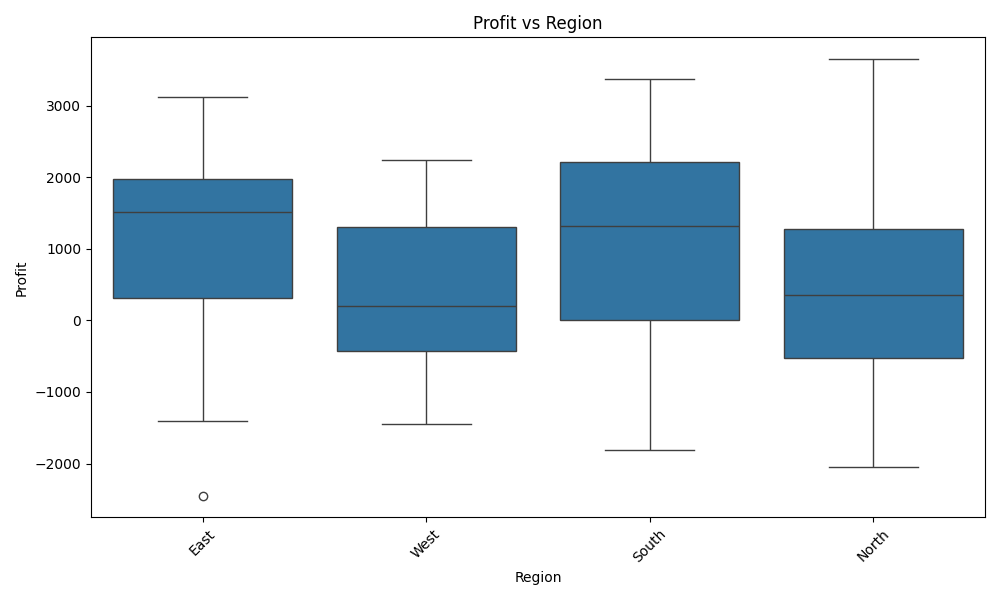 Profit vs Region
Profit
3000
2000
1000
0
−1000
−2000
East
West
South
North
Region